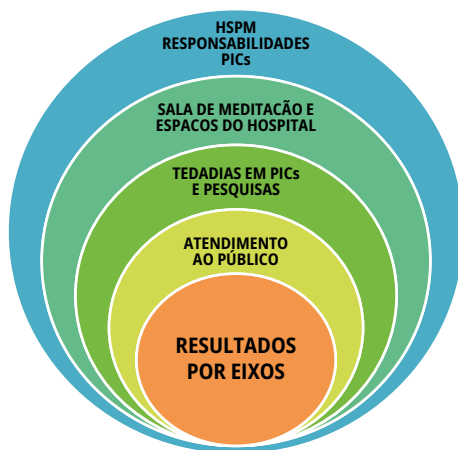 HSPM
RESPONSABILIDADES
PICs
SALA DE MEDITAÇÃO E
ESPACOS DO HOSPITAL
TEDADIAS EM PICs
E PESQUISAS
ATENDIMENTO
AO PÚBLICO
RESULTADOS
POR EIXOS